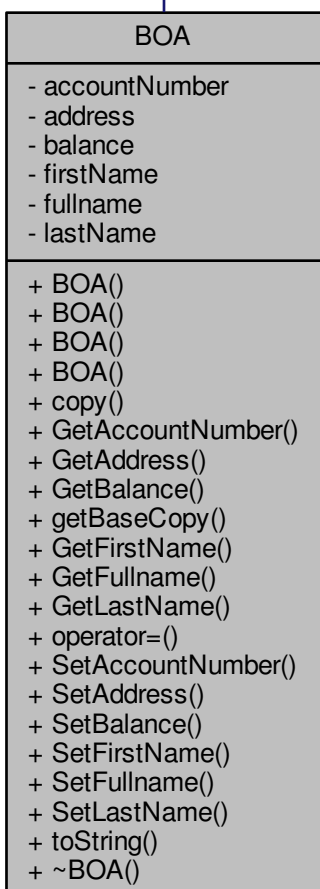 BOA
- accountNumber
- address
- balance
- firstName
- fullname
- lastName
+ BOA()
+ BOA()
+ BOA()
+ BOA()
+ copy()
+ GetAccountNumber()
+ GetAddress()
+ GetBalance()
+ getBaseCopy()
+ GetFirstName()
+ GetFullname()
+ GetLastName()
+ operator=()
+ SetAccountNumber()
+ SetAddress()
+ SetBalance()
+ SetFirstName()
+ SetFullname()
+ SetLastName()
+ toString()
+ ~BOA()